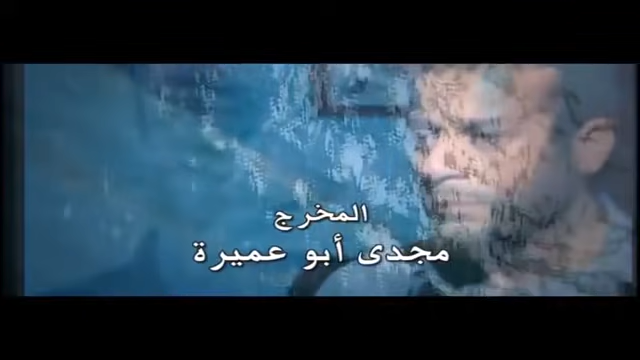 المخرج
مجدى أبو عميرة